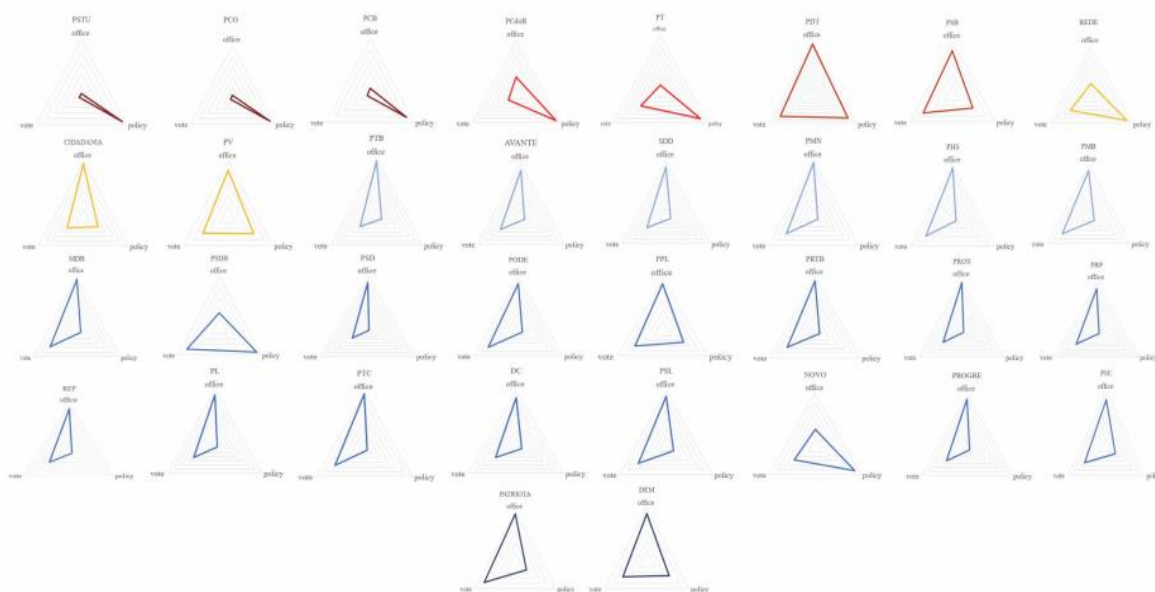 PSTU PCO PCB PCdoB PT PDT PSB REDE
office office office office office office office office
vote policy vote policy vote policy vote policy vote policy vote policy vote policy vote policy
CIDADANIA PV PTB AVANTE SDD PMN PHS PMB
office office office office office office office office
vote policy vote policy vote policy vote policy vote policy vote policy vote policy vote policy
MDB PSDB PSD PODE PPL PRTB PROS PRP
office office office office office office office office
vote policy vote policy vote policy vote policy vote policy vote policy vote policy vote policy
REP PL PTC DC PSL NOVO PROGRE PSC
office office office office office office office office
vote policy vote policy vote policy vote policy vote policy vote policy vote policy vote policy
PATRIOTA DEM
office office
vote policy vote policy